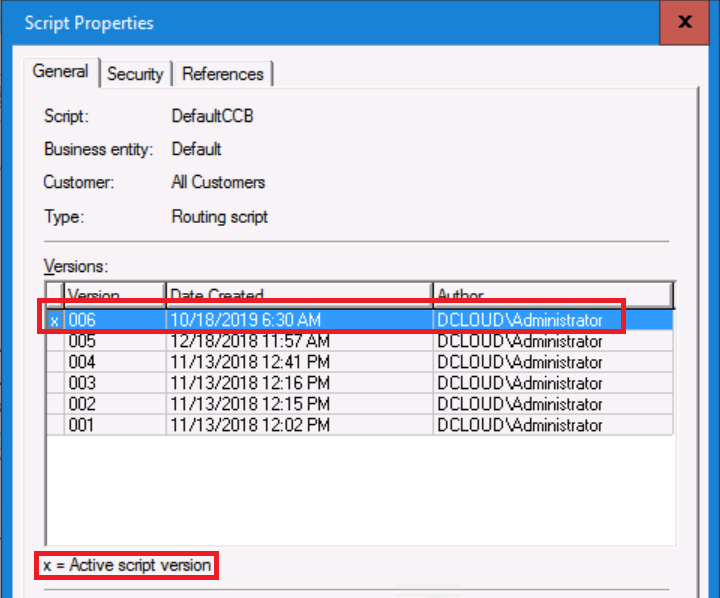 Script Properties
x
General Security References
Script: DefaultCCB
Business entity: Default
Customer: All Customers
Type: Routing script
Versions:
Version Date Created Author
x 006 10/18/2019 6:30 AM DCLOUD\Administrator
005 12/18/2018 11:57 AM DCLOUD\Administrator
004 11/13/2018 12:41 PM DCLOUD\Administrator
003 11/13/2018 12:16 PM DCLOUD\Administrator
002 11/13/2018 12:15 PM DCLOUD\Administrator
001 11/13/2018 12:02 PM DCLOUD\Administrator
x = Active script version